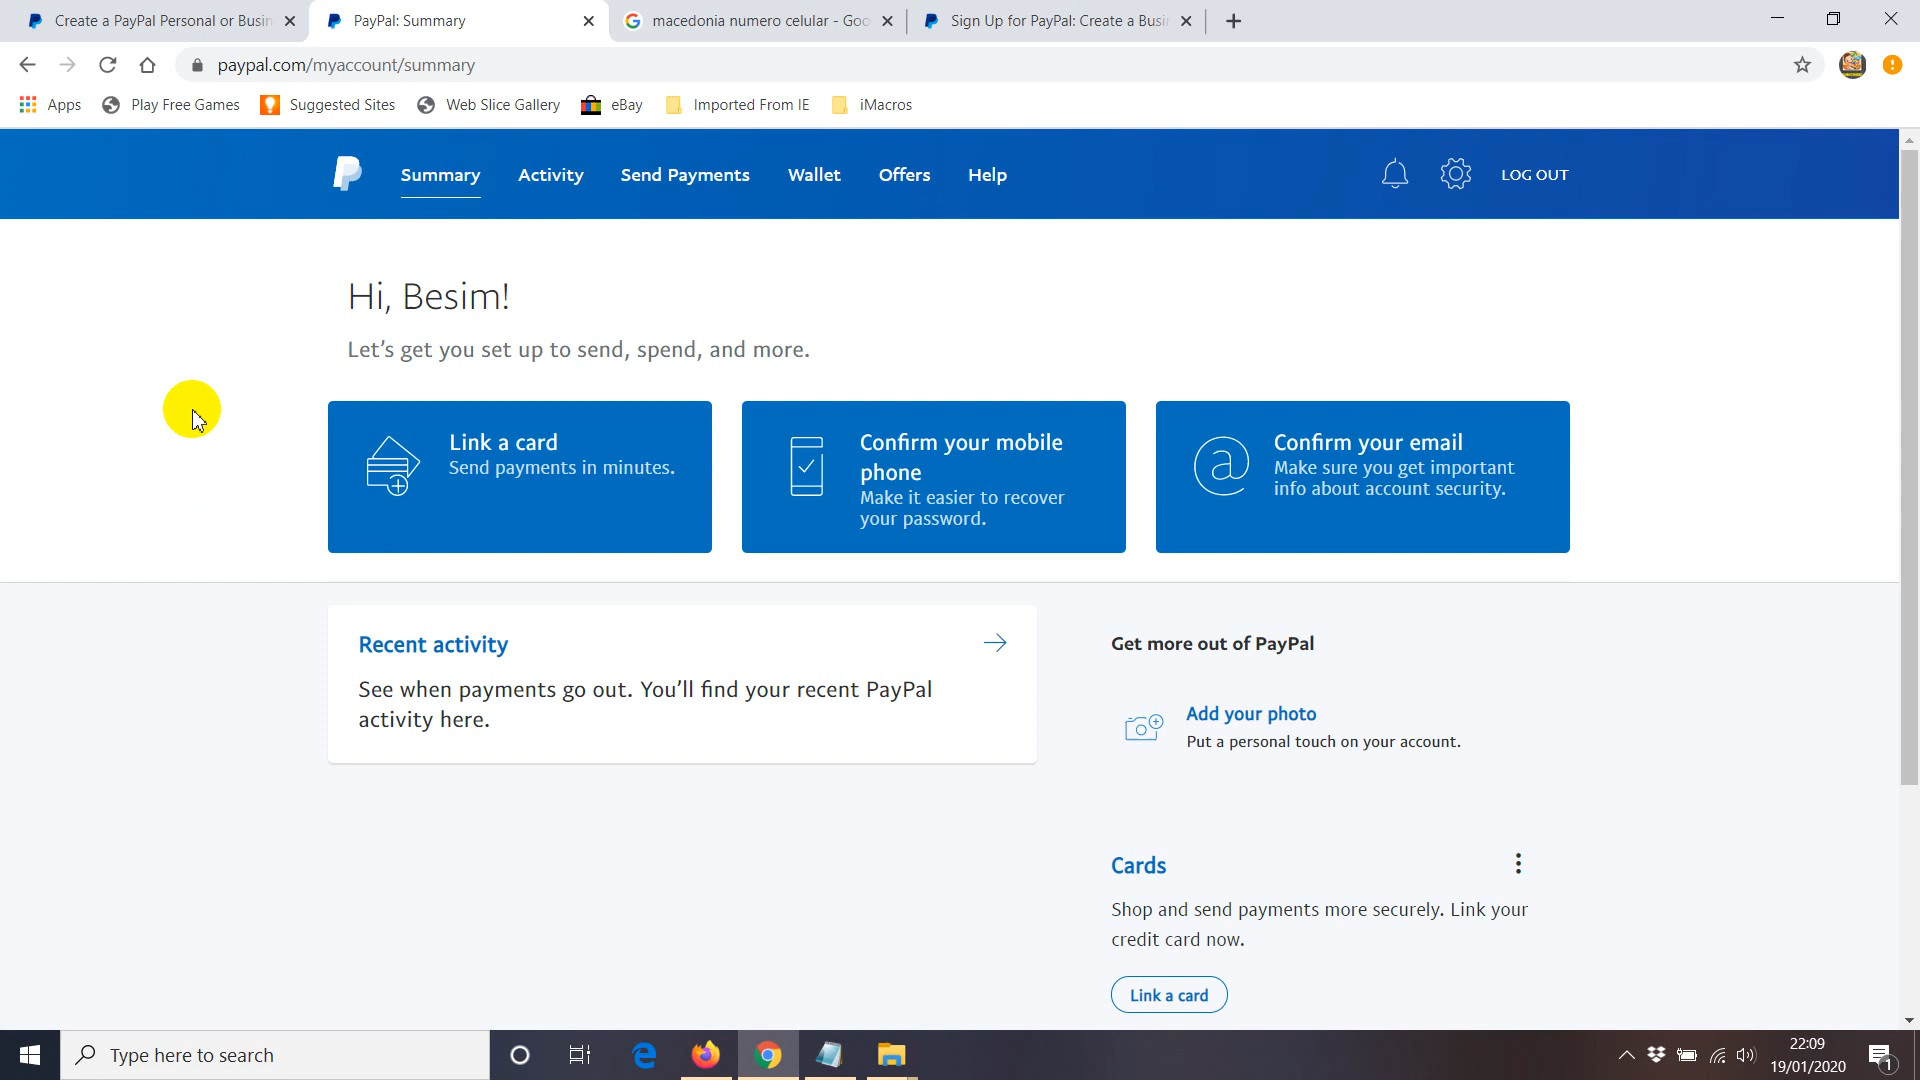 Create a PayPal Personal or Busin
PayPal: Summary
macedonia numero celular - Goo
Sign Up for PayPal: Create a Busi
paypal.com/myaccount/summary
Apps
Play Free Games
Suggested Sites
Web Slice Gallery
eBay
Imported From IE
iMacros
Summary
Activity
Send Payments
Wallet
Offers
Help
LOG OUT
Hi, Besim!
Let's get you set up to send, spend, and more.
Link a card
Send payments in minutes.
Confirm your mobile
phone
Make it easier to recover
your password.
Confirm your email
Make sure you get important
info about account security.
Recent activity
See when payments go out. You'll find your recent PayPal
activity here.
Get more out of PayPal
Add your photo
Put a personal touch on your account.
Cards
Shop and send payments more securely. Link your
credit card now.
Link a card
Type here to search
22:09
19/01/2020
1